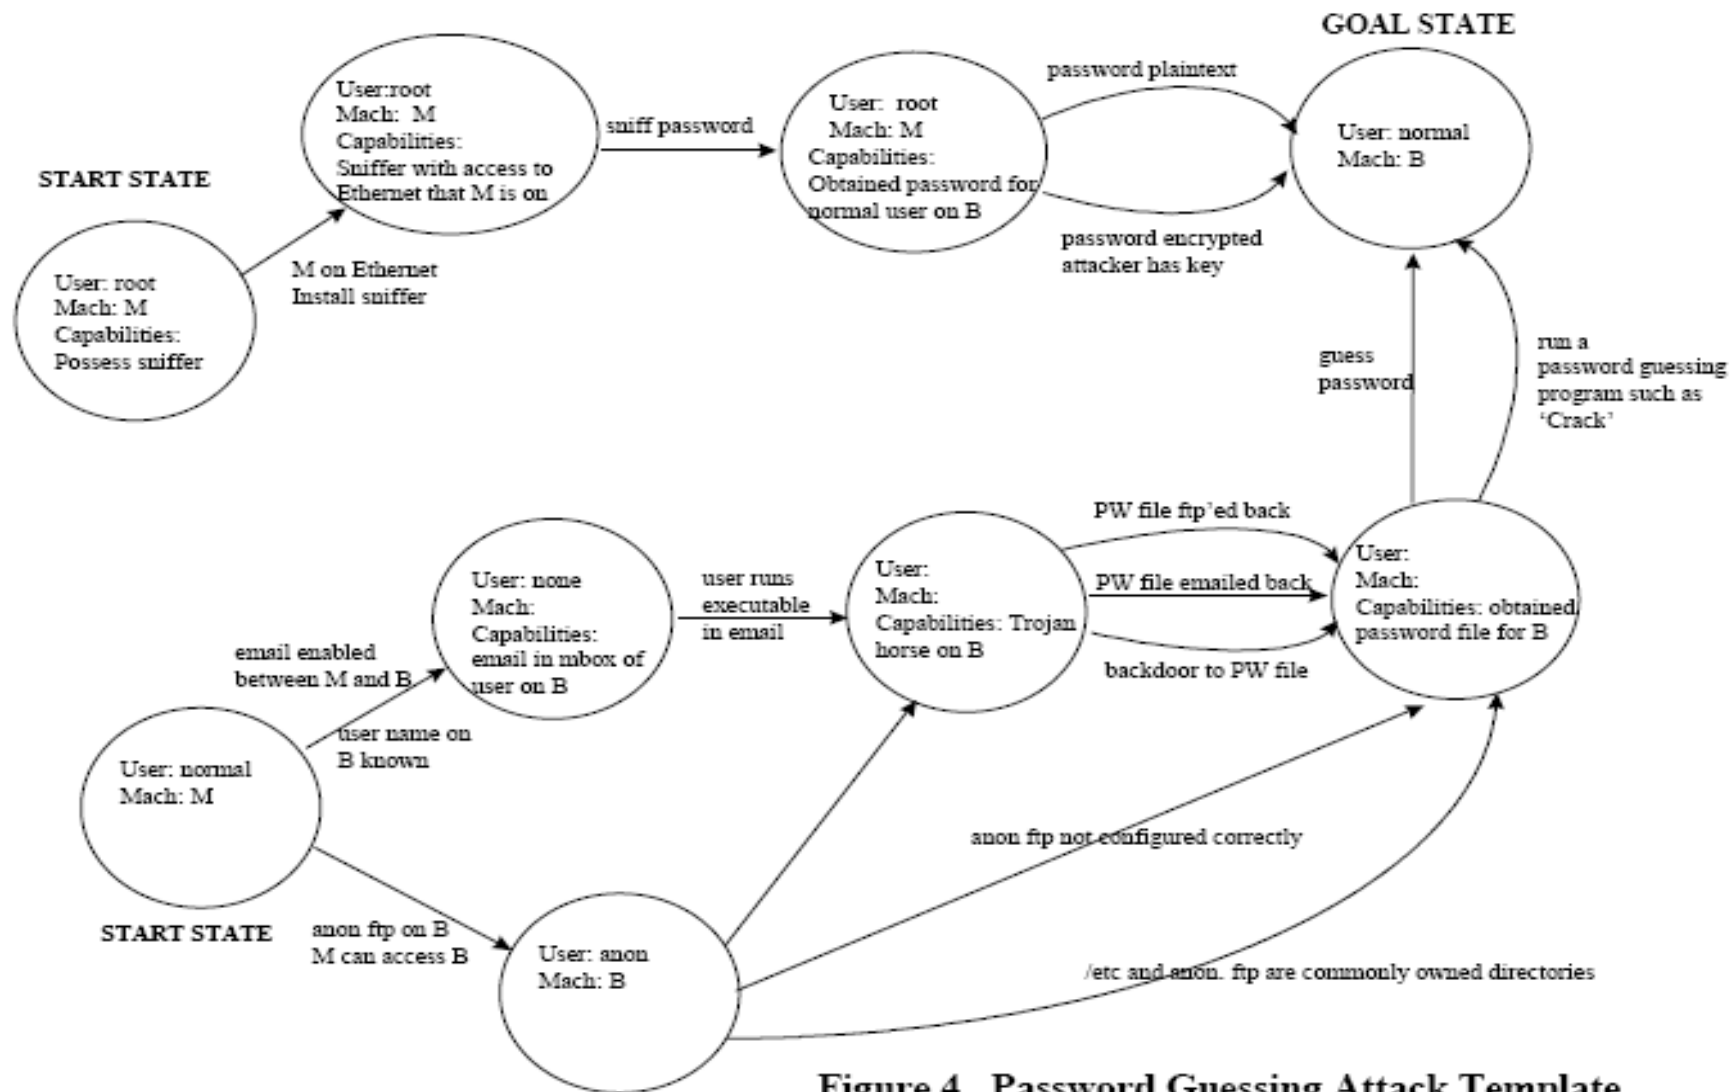 GOAL STATE
User:root
Mach: M
Capabilities:
Sniffer with access to
Ethernet that M is on
sniff password
User: root
Mach: M
Capabilities:
Obtained password for
normal user on B
password plaintext
password encrypted
attacker has key
User: normal
Mach: B
START STATE
User: root
Mach: M
Capabilities:
Possess sniffer
M on Ethernet
Install sniffer
guess
password
run a
password guessing
program such as
‘Crack’
User: none
Mach:
Capabilities:
email in mbox of
user on B
user runs
executable
in email
User:
Mach:
Capabilities: Trojan
horse on B
PW file ftp’ed back
PW file emailed back
backdoor to PW file
User:
Mach:
Capabilities: obtained
password file for B
email enabled
between M and B
user name on
B known
User: normal
Mach: M
START STATE
anon ftp on B
M can access B
User: anon
Mach: B
anon ftp not configured correctly
/etc and anon. ftp are commonly owned directories
Figure 4 Password Guessing Attack Template